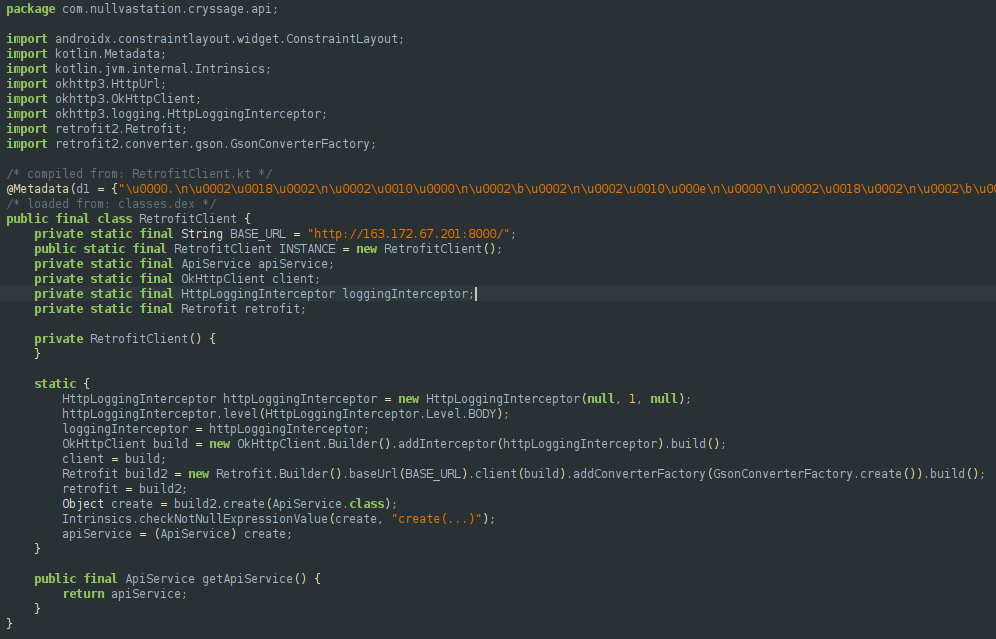 package com.nullvastation.cryssage.api;
import androidx.constraintlayout.widget.ConstraintLayout;
import kotlin.Metadata;
import kotlin.jvm.internal.Intrinsics;
import okhttp3.HttpUrl;
import okhttp3.OkHttpClient;
import okhttp3.logging.HttpLoggingInterceptor;
import retrofit2.Retrofit;
import retrofit2.converter.gson.GsonConverterFactory;
/* compiled from: RetrofitClient.kt */
@Metadata(d1 = {"\u0000.\n\u0002\u0018\u0002\n\u0002\u0010\u0000\n\u0002\b\u0002\n\u0002\u0010\u000e\n\u0000\n\u0002\u0018\u0002\n\u0002\b\u0
/* loaded from: classes.dex */
public final class RetrofitClient {
    private static final String BASE_URL = "http://163.172.67.201:8000/";
    public static final RetrofitClient INSTANCE = new RetrofitClient();
    private static final ApiService apiService;
    private static final OkHttpClient client;
    private static final HttpLoggingInterceptor loggingInterceptor;
    private static final Retrofit retrofit;
    private RetrofitClient() {
    }
    static {
        HttpLoggingInterceptor httpLoggingInterceptor = new HttpLoggingInterceptor(null, 1, null);
        httpLoggingInterceptor.level(HttpLoggingInterceptor.Level.BODY);
        loggingInterceptor = httpLoggingInterceptor;
        OkHttpClient build = new OkHttpClient.Builder().addInterceptor(httpLoggingInterceptor).build();
        client = build;
        Retrofit build2 = new Retrofit.Builder().baseUrl(BASE_URL).client(build).addConverterFactory(GsonConverterFactory.create()).build();
        retrofit = build2;
        Object create = build2.create(ApiService.class);
        Intrinsics.checkNotNullExpressionValue(create, "create(...)");
        apiService = (ApiService) create;
    }
    public final ApiService getApiService() {
        return apiService;
    }
}